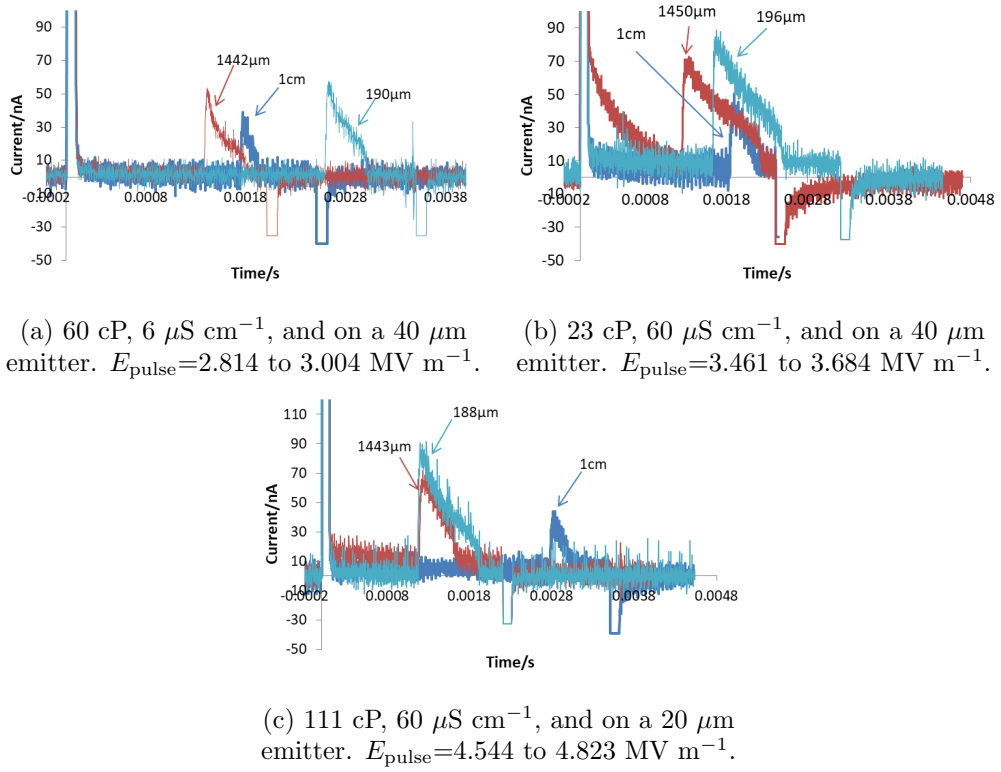 90
70
50
30
10
-10
-30
-50
Current/nA
-0.0002
0.0008
0.0018
0.0028
0.0038
Time/s
1442µm
1cm
190µm
90
70
50
30
10
-10
-30
-50
Current/nA
-0.0002
0.0008
0.0018
0.0028
0.0038
0.0048
Time/s
1450µm
1cm
196µm
(a) 60 cP, 6 µS cm⁻¹, and on a 40 µm
emitter. E_pulse=2.814 to 3.004 MV m⁻¹.
(b) 23 cP, 60 µS cm⁻¹, and on a 40 µm
emitter. E_pulse=3.461 to 3.684 MV m⁻¹.
110
90
70
50
30
10
-10
-30
-50
Current/nA
-0.0002
0.0008
0.0018
0.0028
0.0038
0.0048
Time/s
188µm
1443µm
1cm
(c) 111 cP, 60 µS cm⁻¹, and on a 20 µm
emitter. E_pulse=4.544 to 4.823 MV m⁻¹.